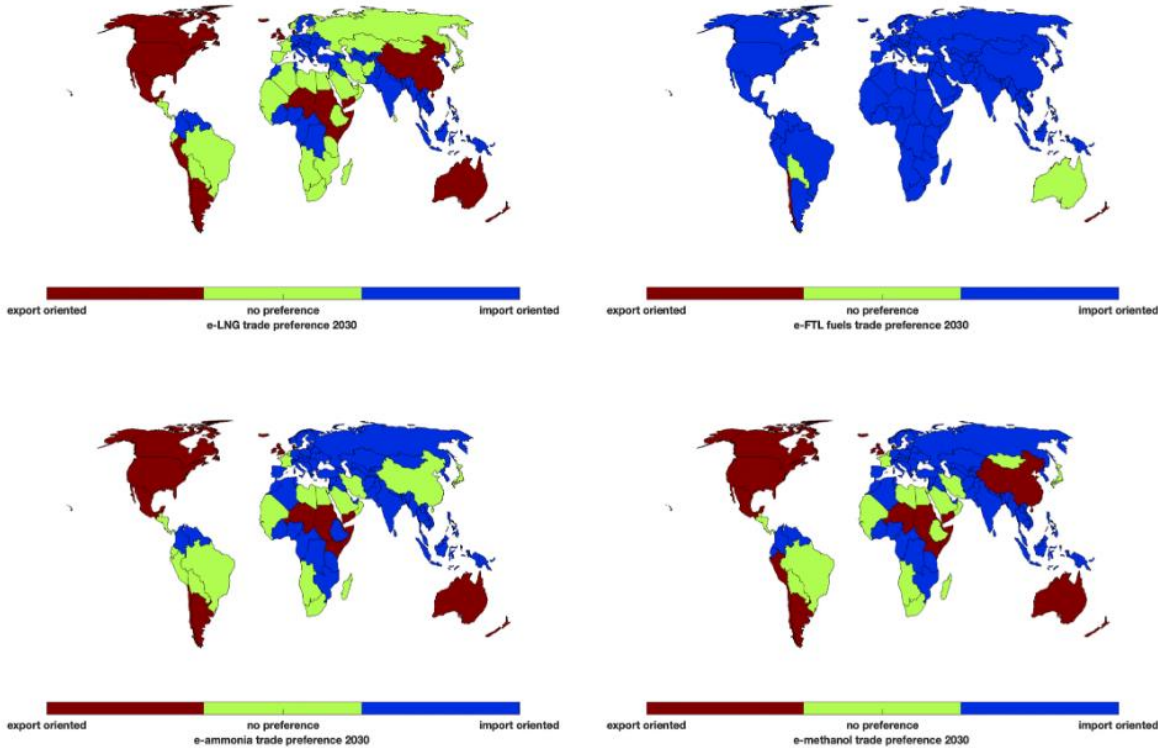 export oriented no preference import oriented
e-LNG trade preference 2030
export oriented no preference import oriented
e-FTL fuels trade preference 2030
export oriented no preference import oriented
e-ammonia trade preference 2030
export oriented no preference import oriented
e-methanol trade preference 2030